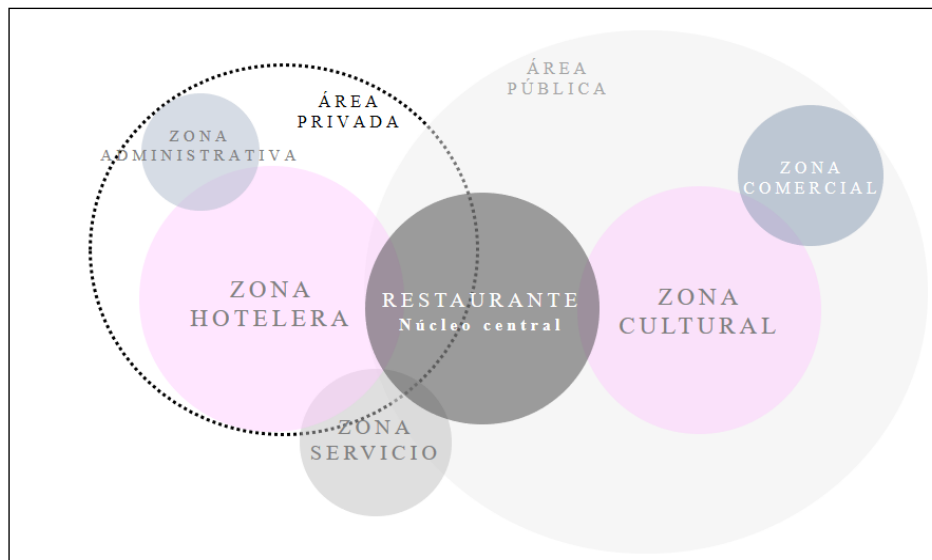 ÁREA
PÚBLICA
ÁREA
PRIVADA
ZONA
ADMINISTRATIVA
ZONA
COMERCIAL
ZONA
HOTELERA
RESTAURANTE
Núcleo central
ZONA
CULTURAL
ZONA
SERVICIO